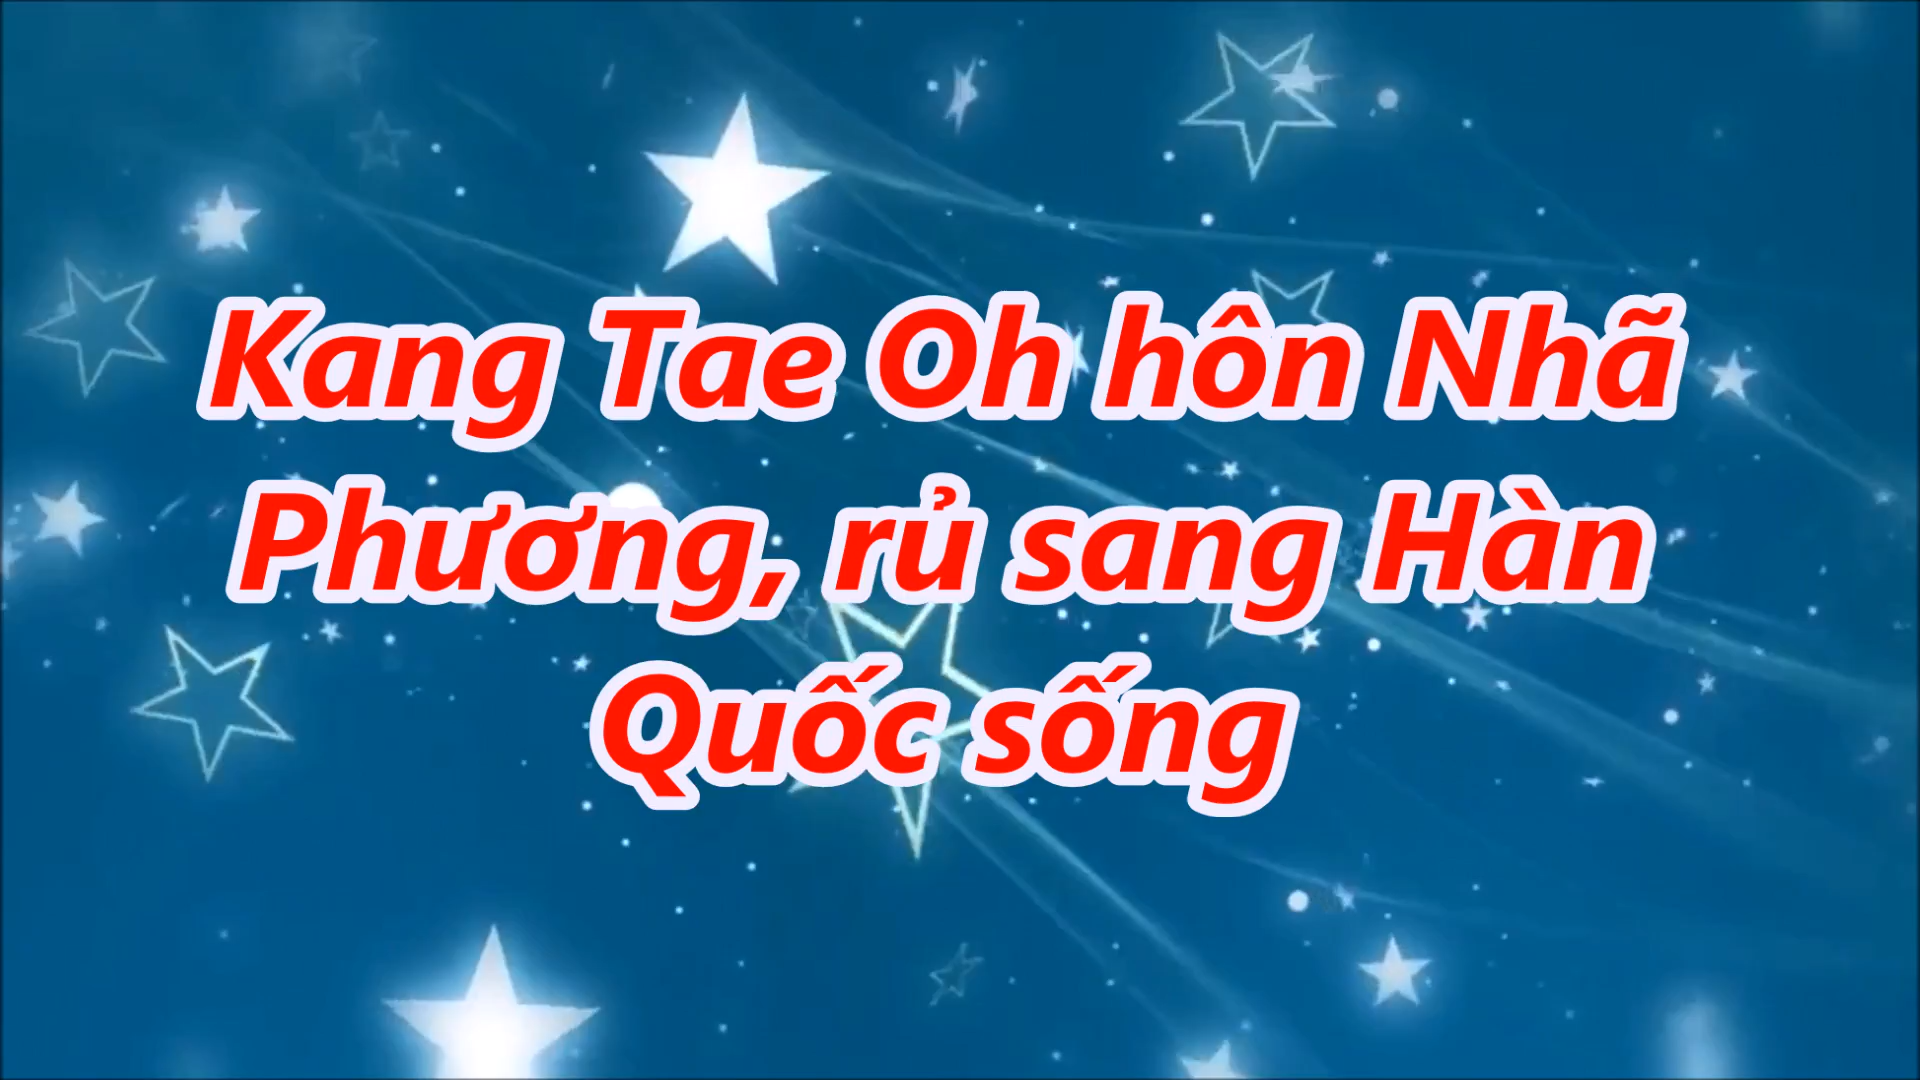 Kang Tae Oh hôn Nhã
Phương, rủ sang Hàn
Quốc sống